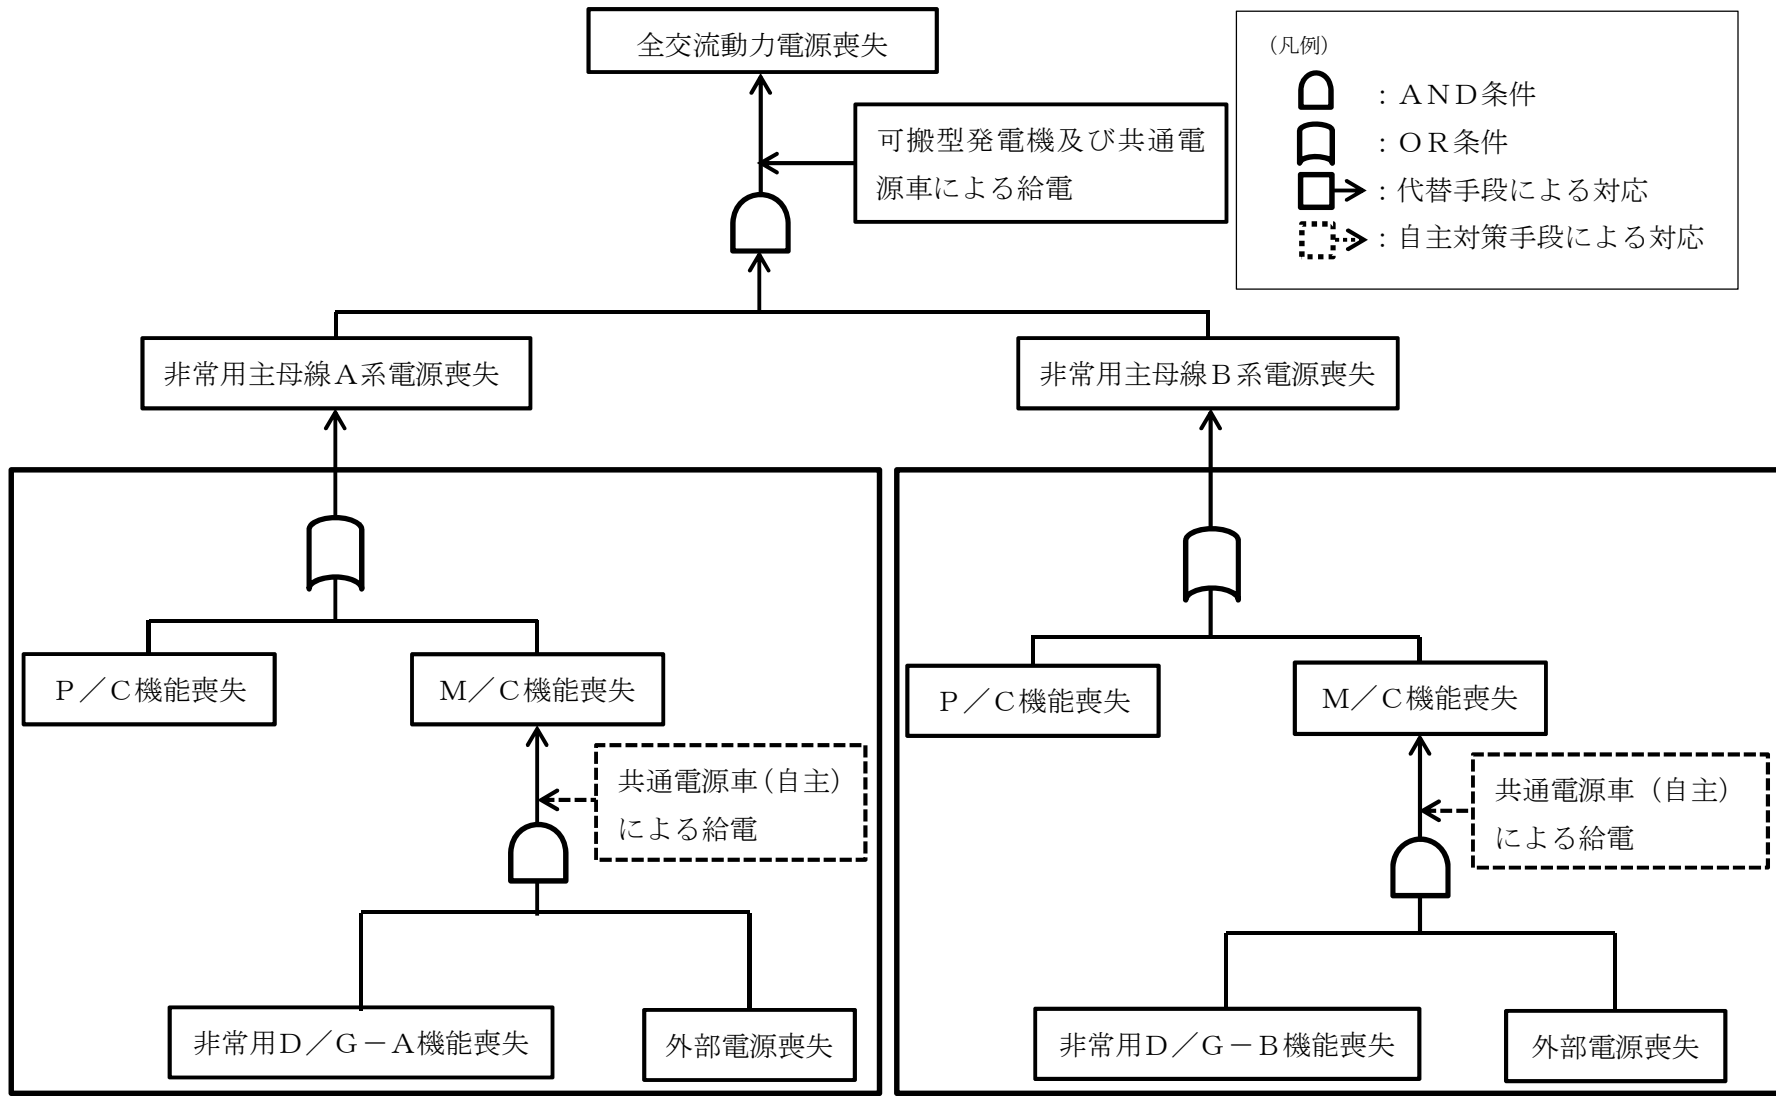 全交流動力電源喪失
(凡例)
：ＡＮＤ条件
：ＯＲ条件
：代替手段による対応
：自主対策手段による対応
可搬型発電機及び共通電
源車による給電
非常用主母線Ａ系電源喪失
非常用主母線Ｂ系電源喪失
Ｐ／Ｃ機能喪失
Ｍ／Ｃ機能喪失
共通電源車(自主)
による給電
非常用Ｄ／Ｇ－Ａ機能喪失
外部電源喪失
Ｐ／Ｃ機能喪失
Ｍ／Ｃ機能喪失
共通電源車（自主）
による給電
非常用Ｄ／Ｇ－Ｂ機能喪失
外部電源喪失